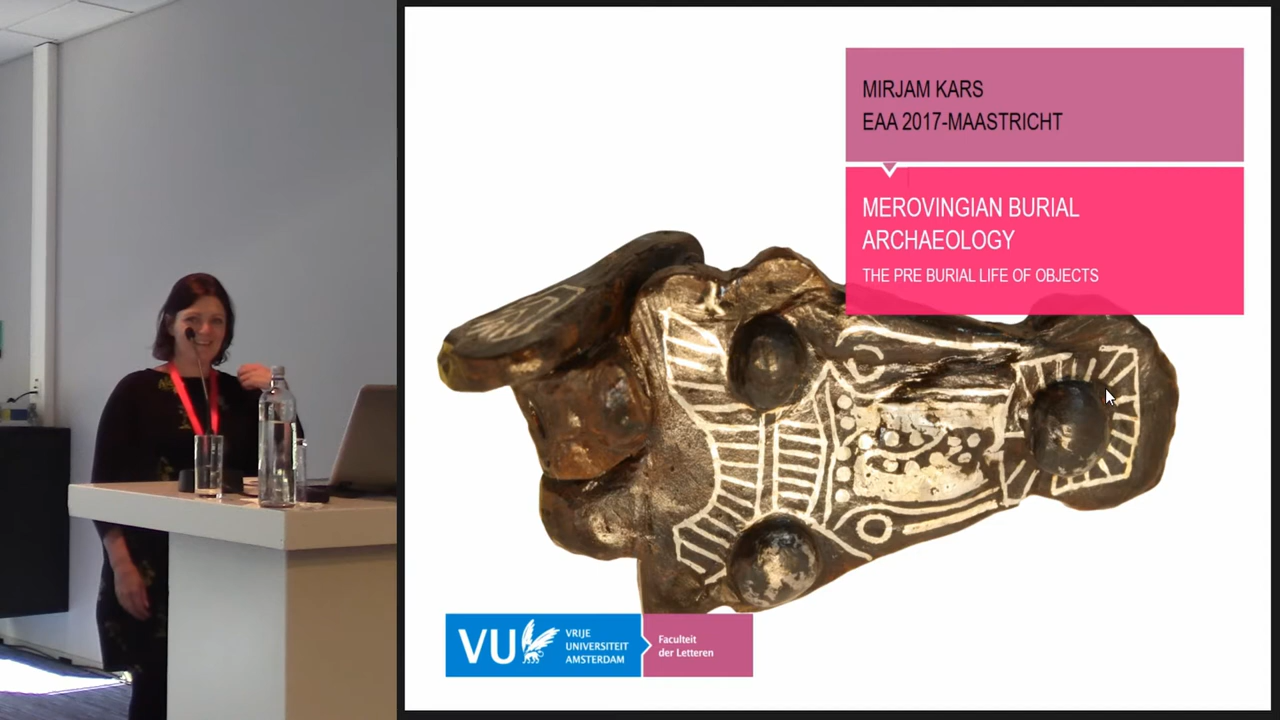 MIRJAM KARS
EAA 2017-MAASTRICHT
MEROVINGIAN BURIAL
ARCHAEOLOGY
THE PRE BURIAL LIFE OF OBJECTS
VU
VRIJE
UNIVERSITEIT
AMSTERDAM
Faculteit
der Letteren